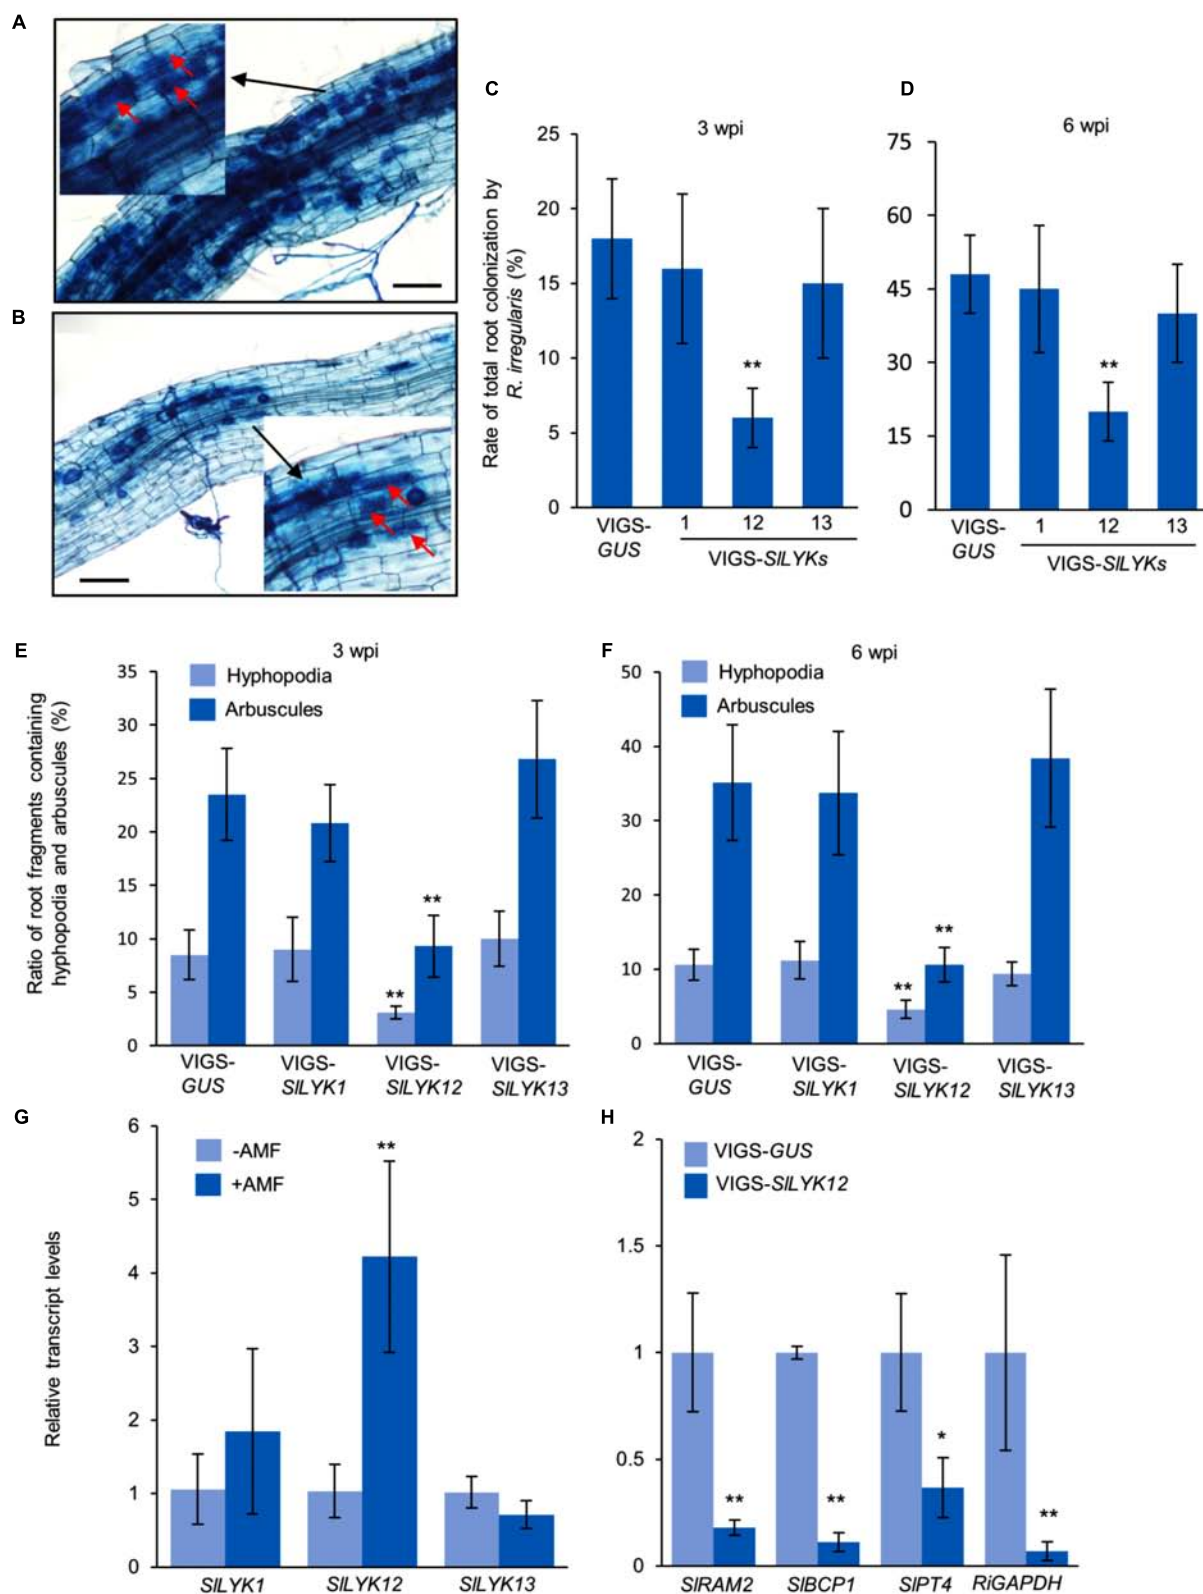 A
B
C
3 wpi
Rate of total root colonization by
R. irregularis (%)
25
20
15
10
5
0
VIGS-
GUS
1
12
13
VIGS-SlLYKs
**
D
6 wpi
75
60
45
30
15
0
VIGS-
GUS
1
12
13
VIGS-SlLYKs
**
E
3 wpi
Ratio of root fragments containing
hyphopodia and arbuscules (%)
35
30
25
20
15
10
5
0
Hyphopodia
Arbuscules
**
**
VIGS-
GUS
VIGS-
SlLYK1
VIGS-
SlLYK12
VIGS-
SlLYK13
F
6 wpi
50
40
30
20
10
0
Hyphopodia
Arbuscules
**
**
VIGS-
GUS
VIGS-
SlLYK1
VIGS-
SlLYK12
VIGS-
SlLYK13
G
Relative transcript levels
6
5
4
3
2
1
0
-AMF
+AMF
**
SlLYK1
SlLYK12
SlLYK13
H
2
1.5
1
0.5
0
VIGS-GUS
VIGS-SlLYK12
**
**
*
**
SlRAM2
SlBCP1
SlPT4
RiGAPDH